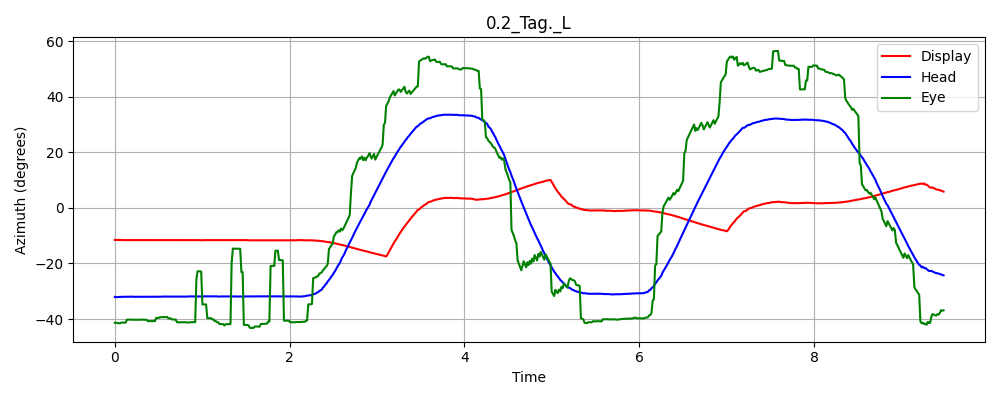 0.2_Tag._L
60
40
20
0
−20
−40
Azimuth (degrees)
Display
Head
Eye
0 2 4 6 8
Time